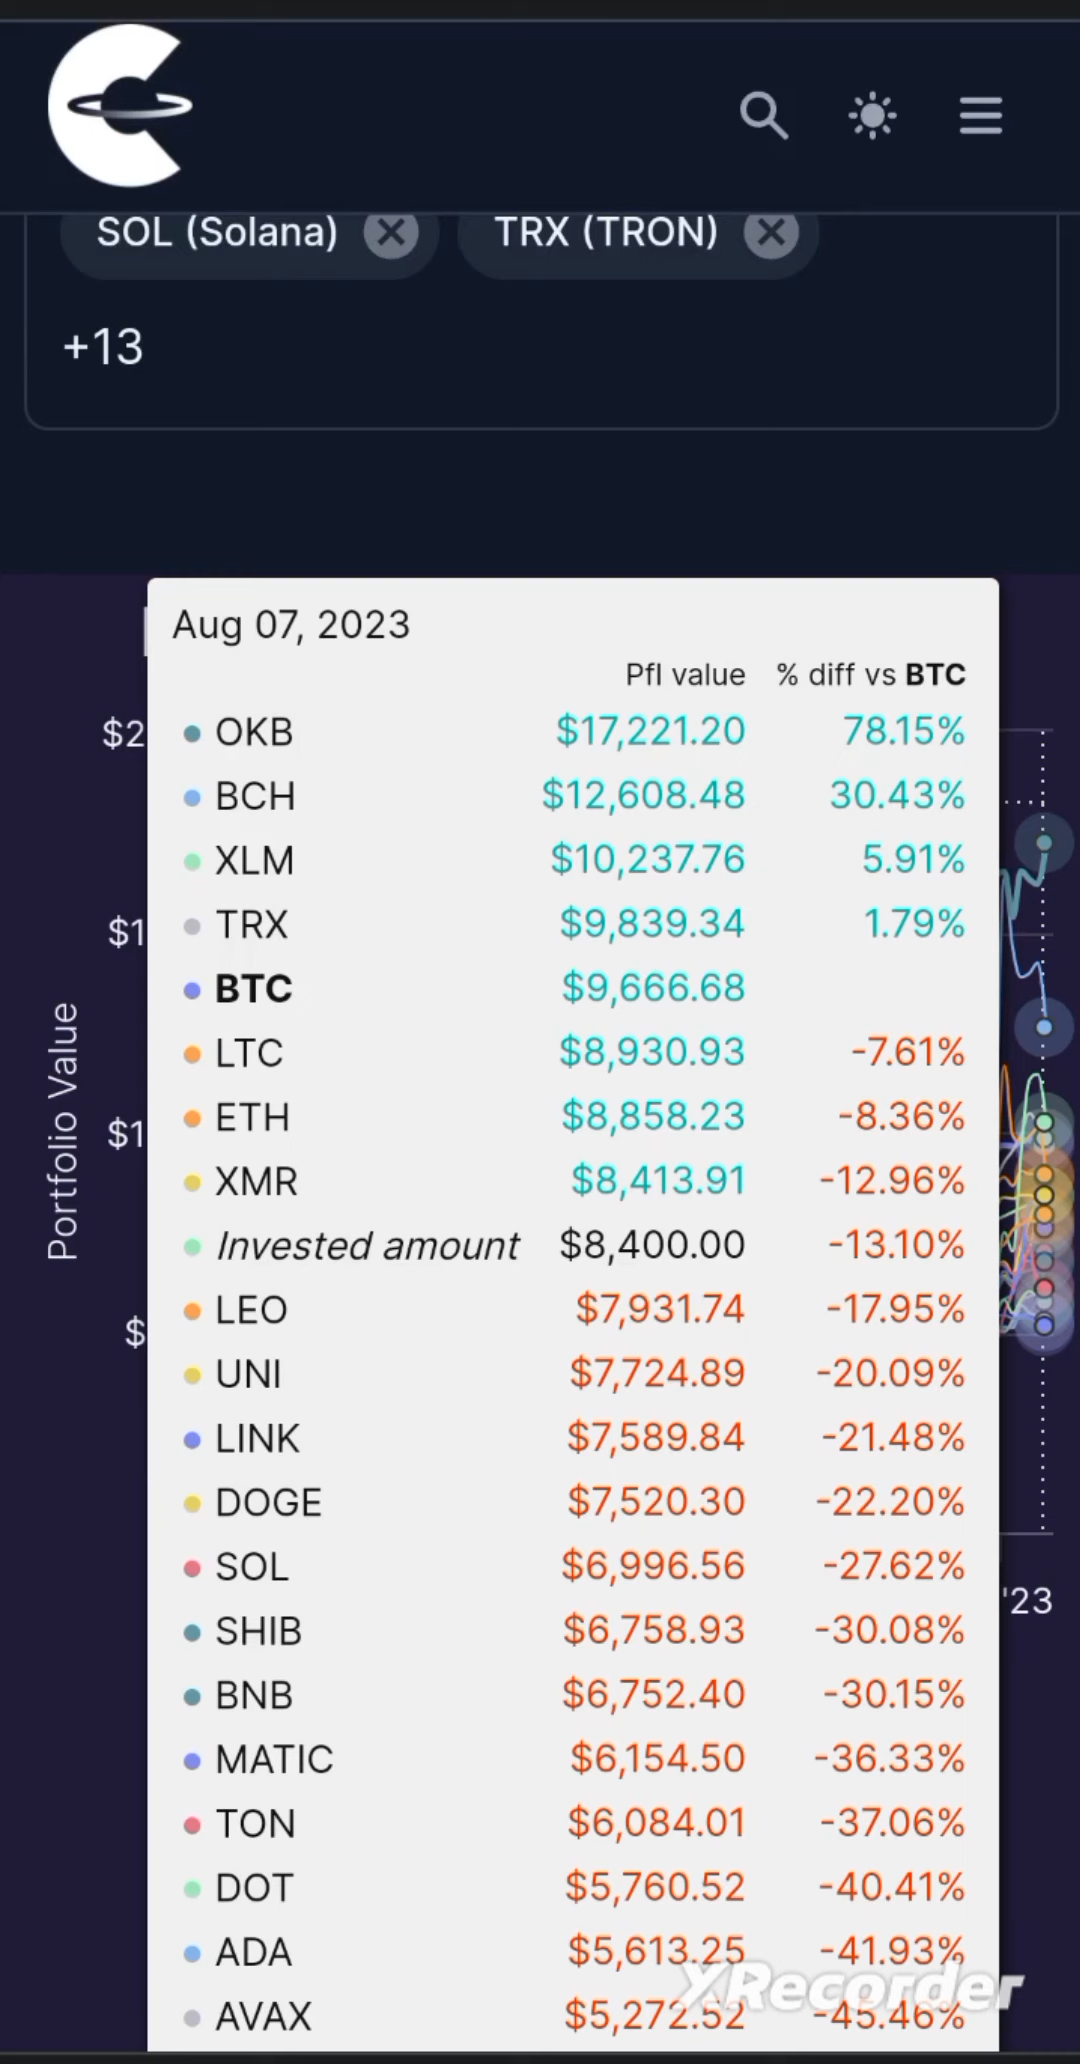 SOL (Solana) TRX (TRON)
+13
Aug 07, 2023
Pfl value % diff vs BTC
OKB $17,221.20 78.15%
BCH $12,608.48 30.43%
XLM $10,237.76 5.91%
TRX $9,839.34 1.79%
BTC $9,666.68
LTC $8,930.93 -7.61%
ETH $8,858.23 -8.36%
XMR $8,413.91 -12.96%
Invested amount $8,400.00 -13.10%
LEO $7,931.74 -17.95%
UNI $7,724.89 -20.09%
LINK $7,589.84 -21.48%
DOGE $7,520.30 -22.20%
SOL $6,996.56 -27.62%
SHIB $6,758.93 -30.08%
BNB $6,752.40 -30.15%
MATIC $6,154.50 -36.33%
TON $6,084.01 -37.06%
DOT $5,760.52 -40.41%
ADA $5,613.25 -41.93%
AVAX $5,272.52 -45.46%
Portfolio Value
$2
$1
$1
$
'23
XRecorder